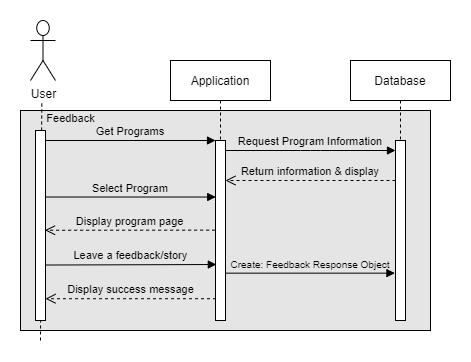 User
Application
Database
Feedback
Get Programs
Request Program Information
Return information & display
Select Program
Display program page
Leave a feedback/story
Create: Feedback Response Object
Display success message